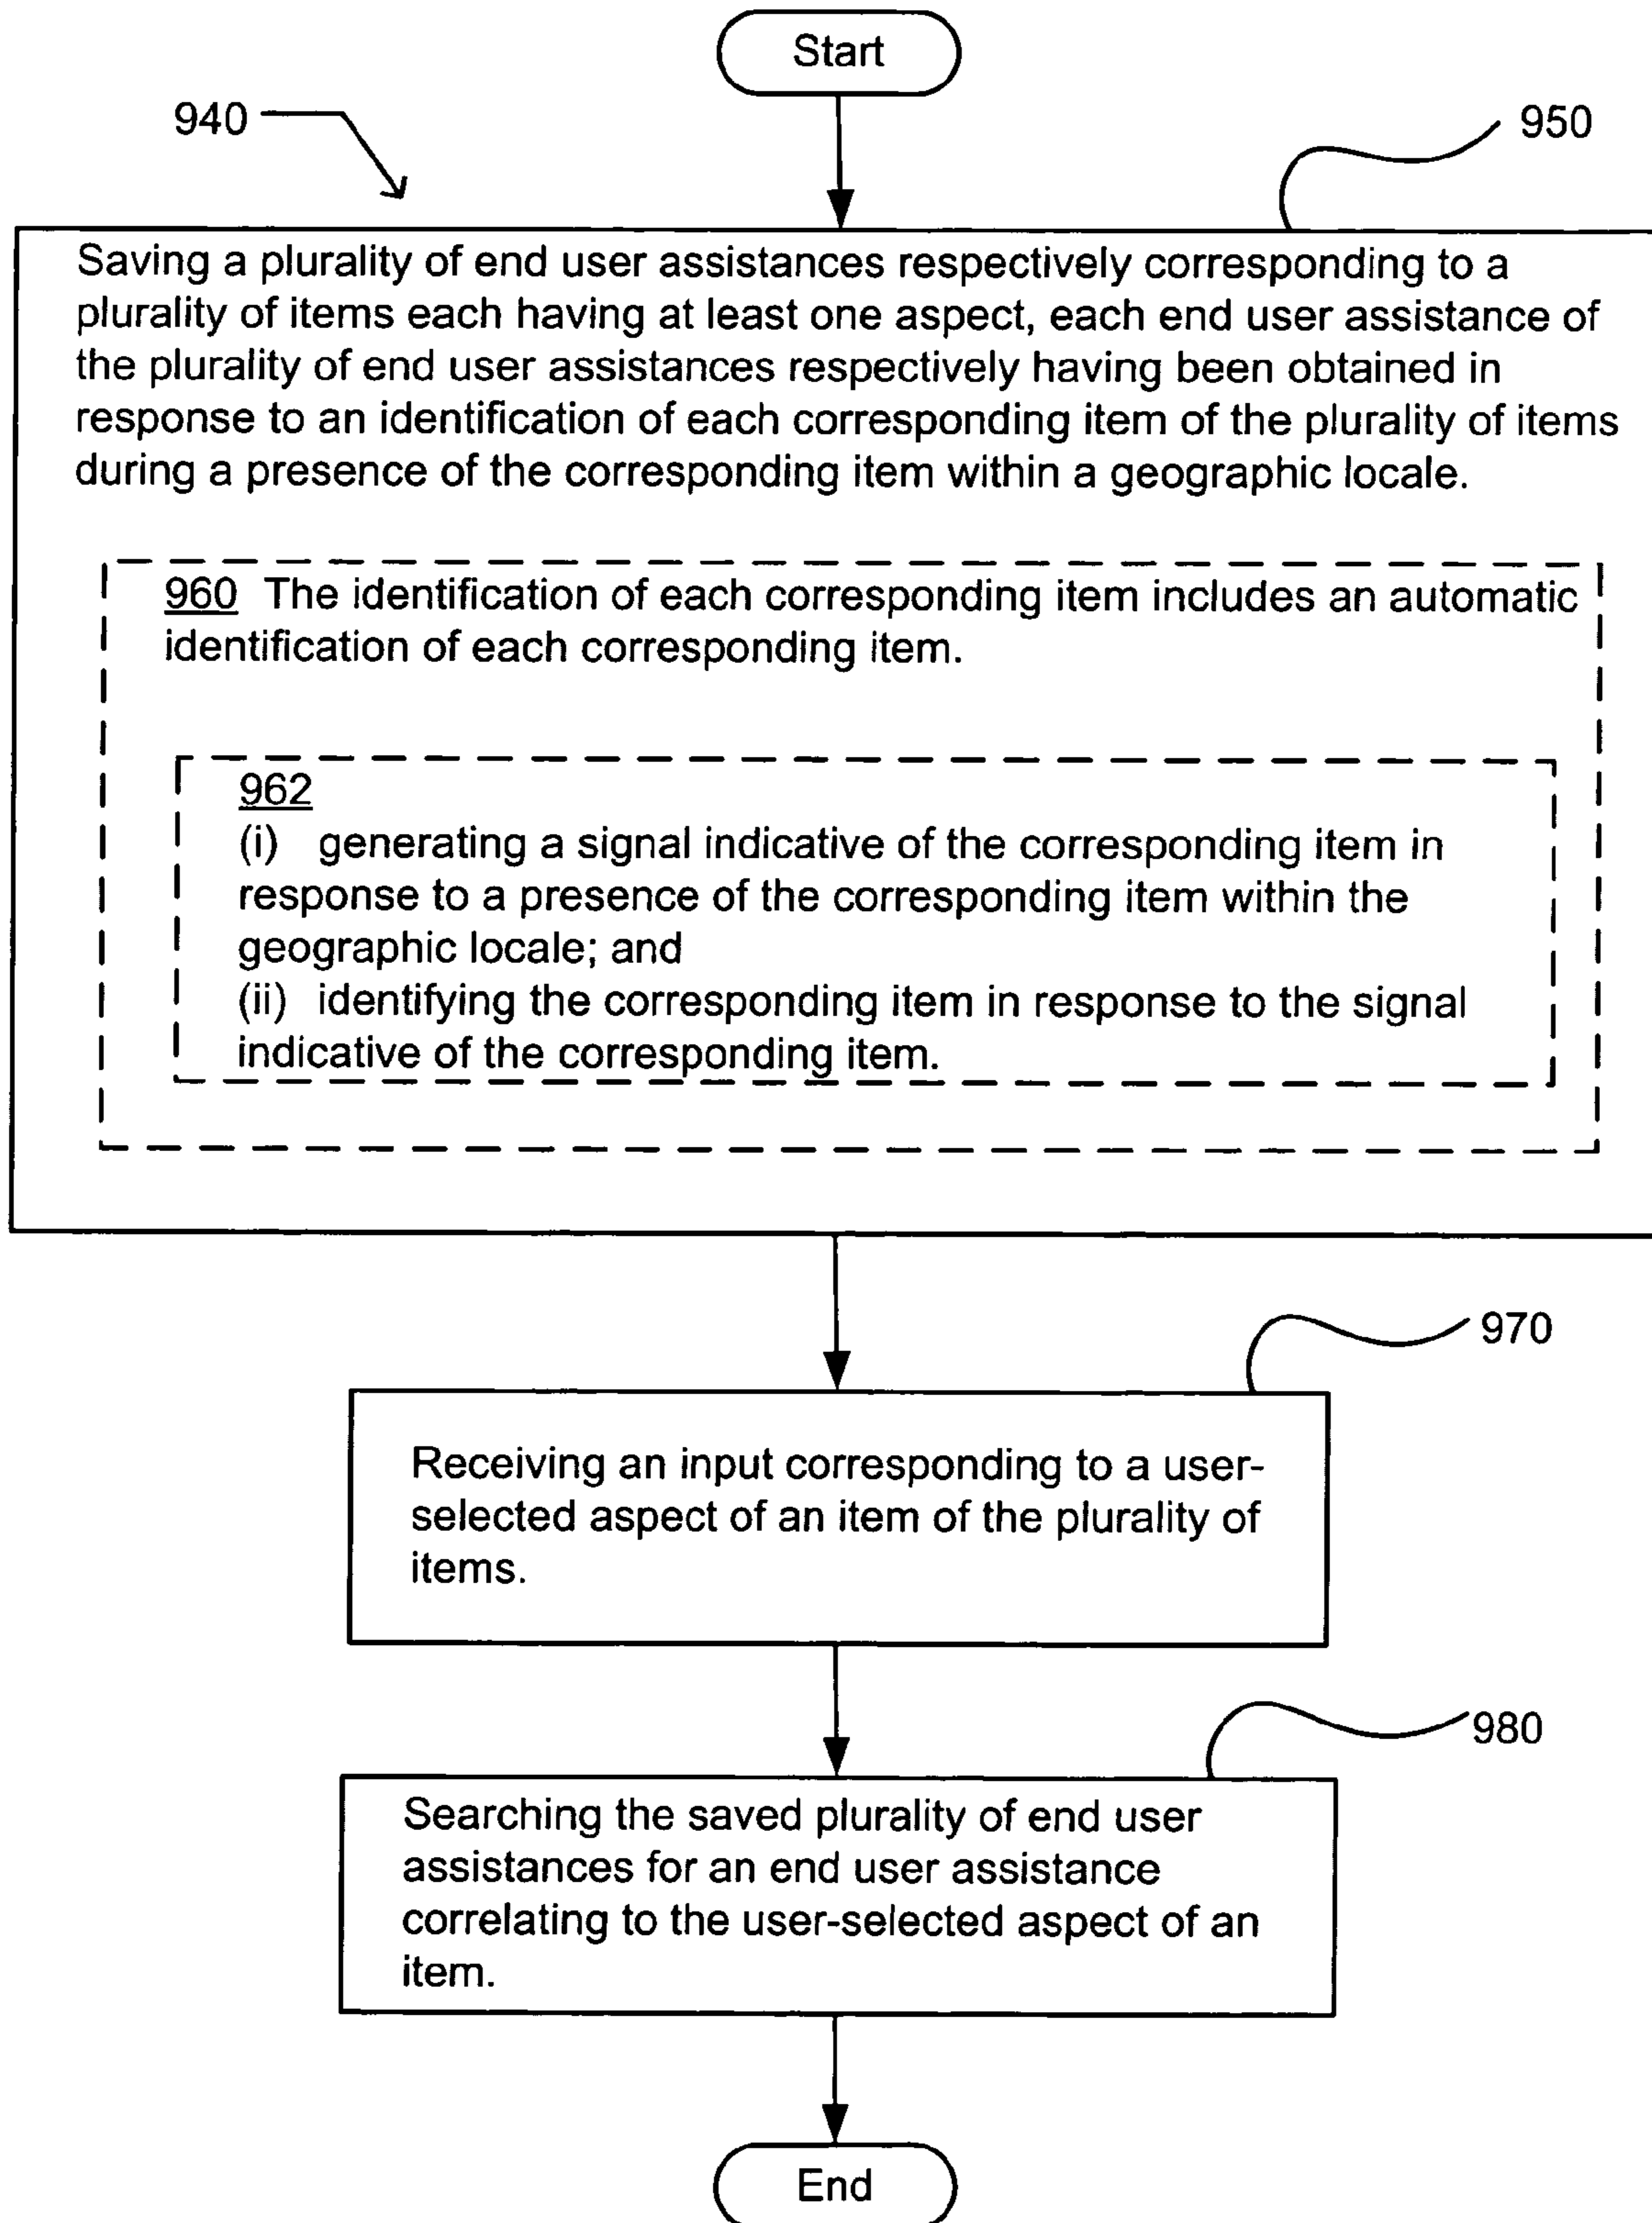 Start
940
950
Saving a plurality of end user assistances respectively corresponding to a
plurality of items each having at least one aspect, each end user assistance of
the plurality of end user assistances respectively having been obtained in
response to an identification of each corresponding item of the plurality of items
during a presence of the corresponding item within a geographic locale.
960 The identification of each corresponding item includes an automatic
identification of each corresponding item.
962
(i) generating a signal indicative of the corresponding item in
response to a presence of the corresponding item within the
geographic locale; and
(ii) identifying the corresponding item in response to the signal
indicative of the corresponding item.
970
Receiving an input corresponding to a user-
selected aspect of an item of the plurality of
items.
980
Searching the saved plurality of end user
assistances for an end user assistance
correlating to the user-selected aspect of an
item.
End